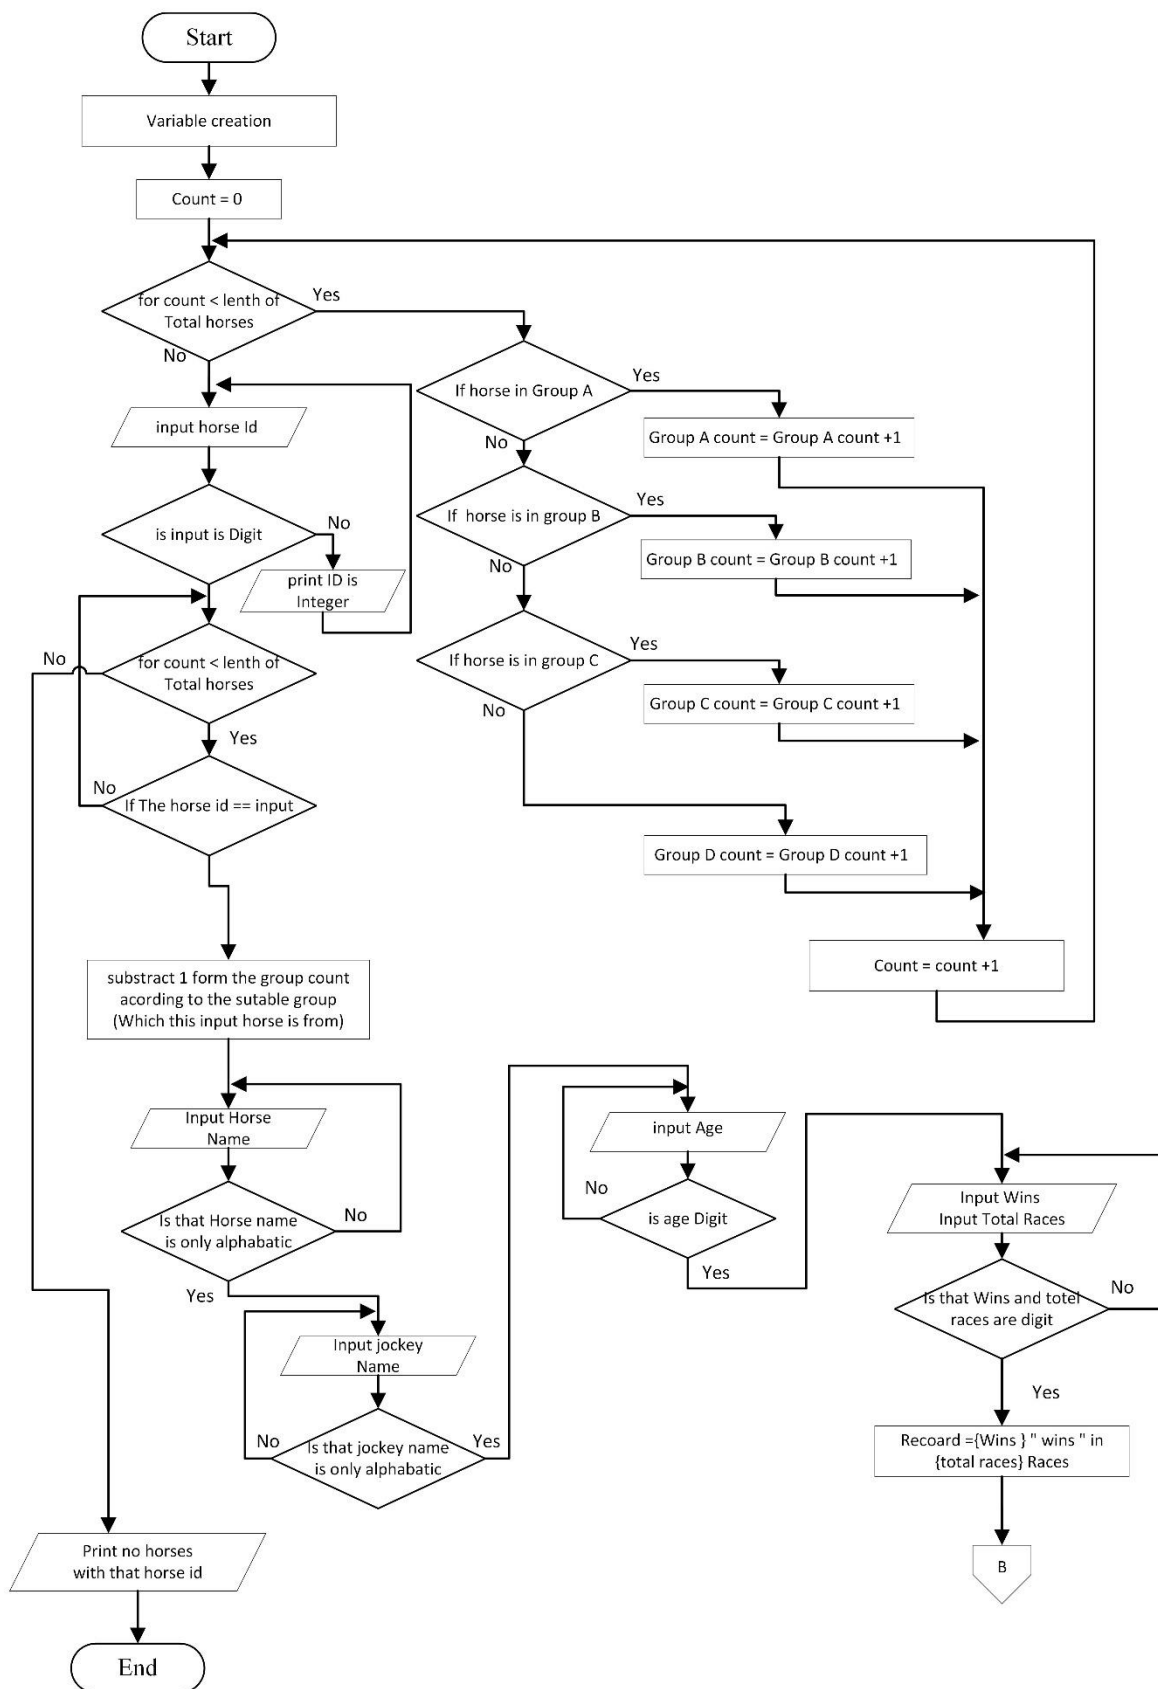 Start
Variable creation
Count = 0
for count < lenth of
Total horses
Yes
No
If horse in Group A
Yes
No
Group A count = Group A count +1
input horse Id
If  horse is in group B
Yes
No
Group B count = Group B count +1
is input is Digit
No
print ID is
Integer
If horse is in group C
Yes
No
Group C count = Group C count +1
for count < lenth of
Total horses
No
Yes
If The horse id == input
No
Group D count = Group D count +1
Count = count +1
substract 1 form the group count
acording to the sutable group
(Which this input horse is from)
Input Horse
Name
Is that Horse name
is only alphabatic
No
Yes
Input jockey
Name
Is that jockey name
is only alphabatic
No
Yes
input Age
is age Digit
No
Yes
Input Wins
Input Total Races
Is that Wins and totel
races are digit
No
Yes
Recoard ={Wins } " wins " in
{total races} Races
B
Print no horses
with that horse id
End